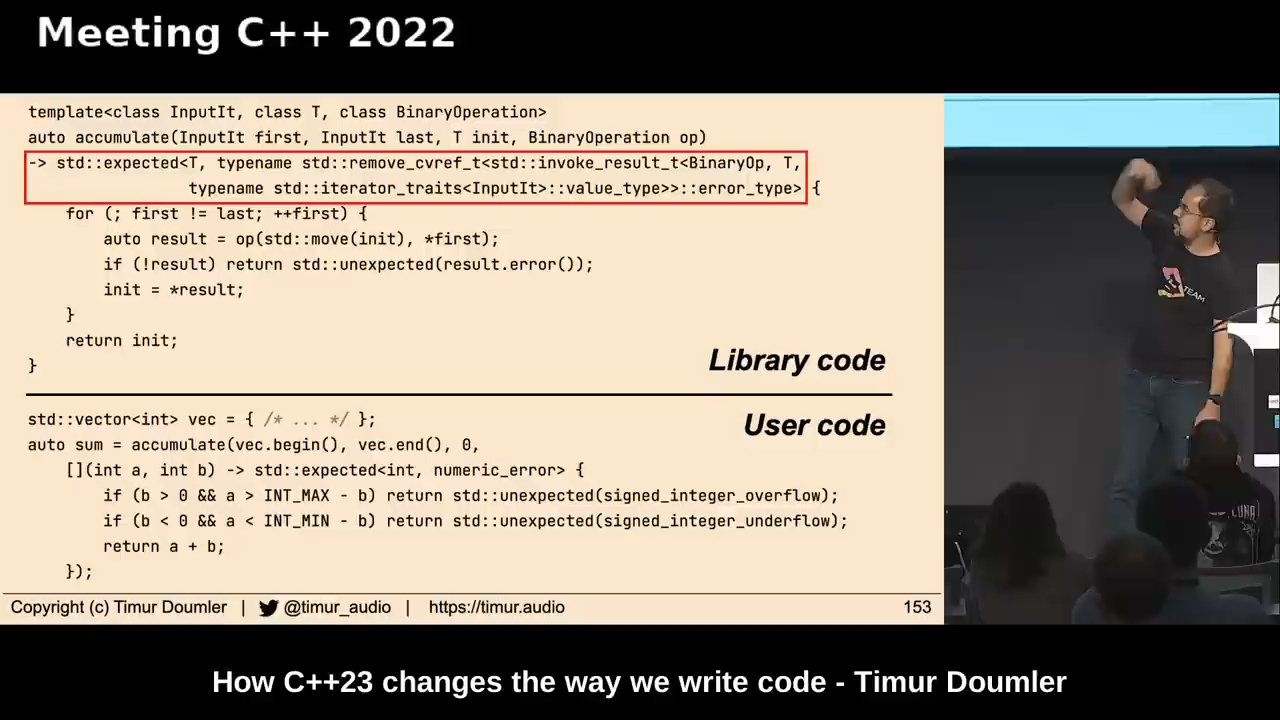 Meeting C++ 2022
template<class InputIt, class T, class BinaryOperation>
auto accumulate(InputIt first, InputIt last, T init, BinaryOperation op)
-> std::expected<T, typename std::remove_cvref_t<std::invoke_result_t<BinaryOp, T,
typename std::iterator_traits<InputIt>::value_type>>::error_type> {
for (; first != last; ++first) {
auto result = op(std::move(init), *first);
if (!result) return std::unexpected(result.error());
init = *result;
}
return init;
}
Library code
std::vector<int> vec = { /* ... */ };
User code
auto sum = accumulate(vec.begin(), vec.end(), 0,
[](int a, int b) -> std::expected<int, numeric_error> {
if (b > 0 && a > INT_MAX - b) return std::unexpected(signed_integer_overflow);
if (b < 0 && a < INT_MIN - b) return std::unexpected(signed_integer_underflow);
return a + b;
});
Copyright (c) Timur Doumler | @timur_audio | https://timur.audio 153
TEAM
LUNA
How C++23 changes the way we write code - Timur Doumler